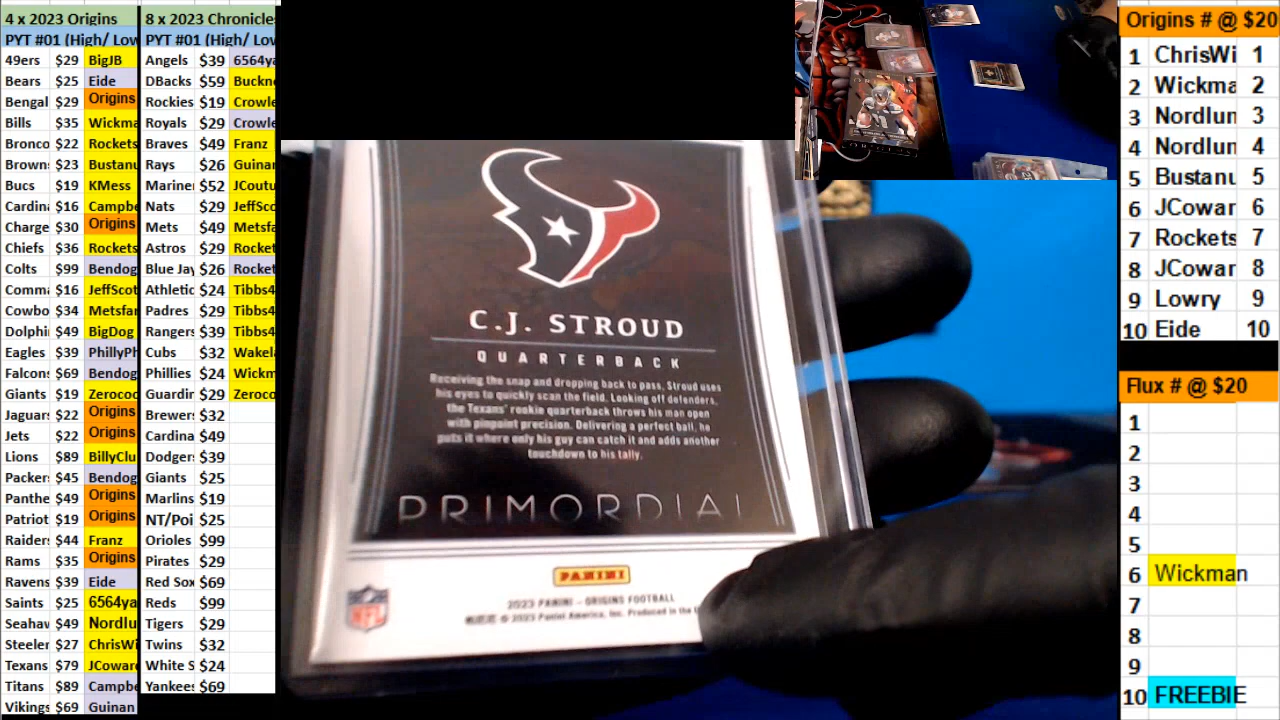 4 x 2023 Origins
PYT #01 (High/ Low
49ers $29 BigJB
Bears $25 Eide
Bengal $29 Origins
Bills $35 Wickma
Bronco $22 Rockets
Brown: $23 Bustanu
Bucs $19 KMess
Cardina $16 Campbe
Charge $30 Origins
Chiefs $36 Rockets
Colts $99 Bendog
Comma $16 JeffScot
Cowbo $34 Metsfar
Dolphi $49 BigDog
Eagles $39 PhillyPh
Falcon: $69 Bendog
Giants $19 Zerocoo
Jaguar: $22 Origins
Jets $22 Origins
Lions $89 BillyClu
Packer: $45 Bendog
Panthe $49 Origins
Patriot $19 Origins
Raider: $44 Franz
Rams $35 Origins
Ravens $39 Eide
Saints $25 6564ya
Seahaw $49 Nordlu
Steeler $27 ChrisWi
Texans $79 JCoward
Titans $89 Campbe
Vikings $69 Guinan
8 x 2023 Chronicle
PYT #01 (High/ Low
Angels $39 6564ya
DBacks $59 Buckne
Rockies $19 Crowle
Royals $29 Crowle
Braves $49 Franz
Rays $26 Guinar
Mariner $52 JCoutu
Nats $29 JeffSco
Mets $49 Metsfa
Astros $29 Rocket
Blue Jay $26 Rocket
Athletic $24 Tibbs4
Padres $29 Tibbs4
Rangers $39 Tibbs4
Cubs $32 Wakela
Phillies $24 Wickm
Guardin $29 Zeroco
Brewers $32
Cardina $49
Dodger: $39
Giants $25
Marlins $19
NT/Poi $25
Orioles $99
Pirates $29
Red Sox $69
Reds $99
Tigers $29
Twins $32
White S $24
Yankee: $69
C.J. STROUD
QUARTERBACK
Receiving the snap and dropping back to pass, Stroud uses
his eyes to quickly scan the field. Looking off defenders,
the Texans' rookie quarterback throws his man open
with pinpoint precision. Delivering a perfect ball, he
puts it where only his guy can catch it and adds another
touchdown to his tally.
PRIMORDIAL
PANINI
NFL
2023 PANINI - ORIGINS FOOTBALL
© 2023 Panini America, Inc. Produced in the
Origins # @ $20
1 ChrisWi 1
2 Wickma 2
3 Nordlun 3
4 Nordlun 4
5 Bustanu 5
6 JCowar 6
7 Rockets 7
8 JCowar 8
9 Lowry 9
10 Eide 10
Flux # @ $20
1
2
3
4
5
6 Wickman
7
8
9
10 FREEBIE